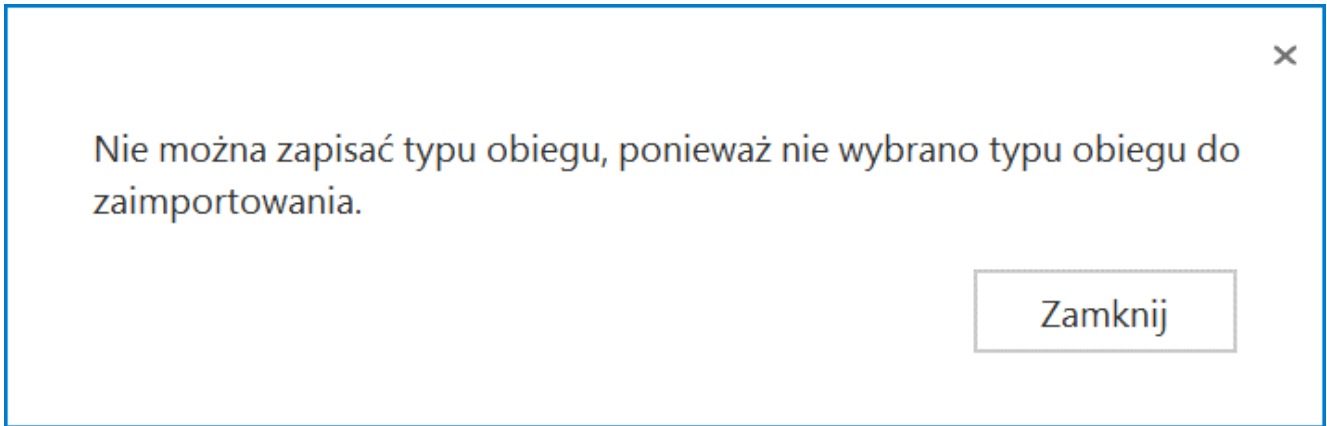 Nie można zapisać typu obiegu, ponieważ nie wybrano typu obiegu do
zaimportowania.
Zamknij